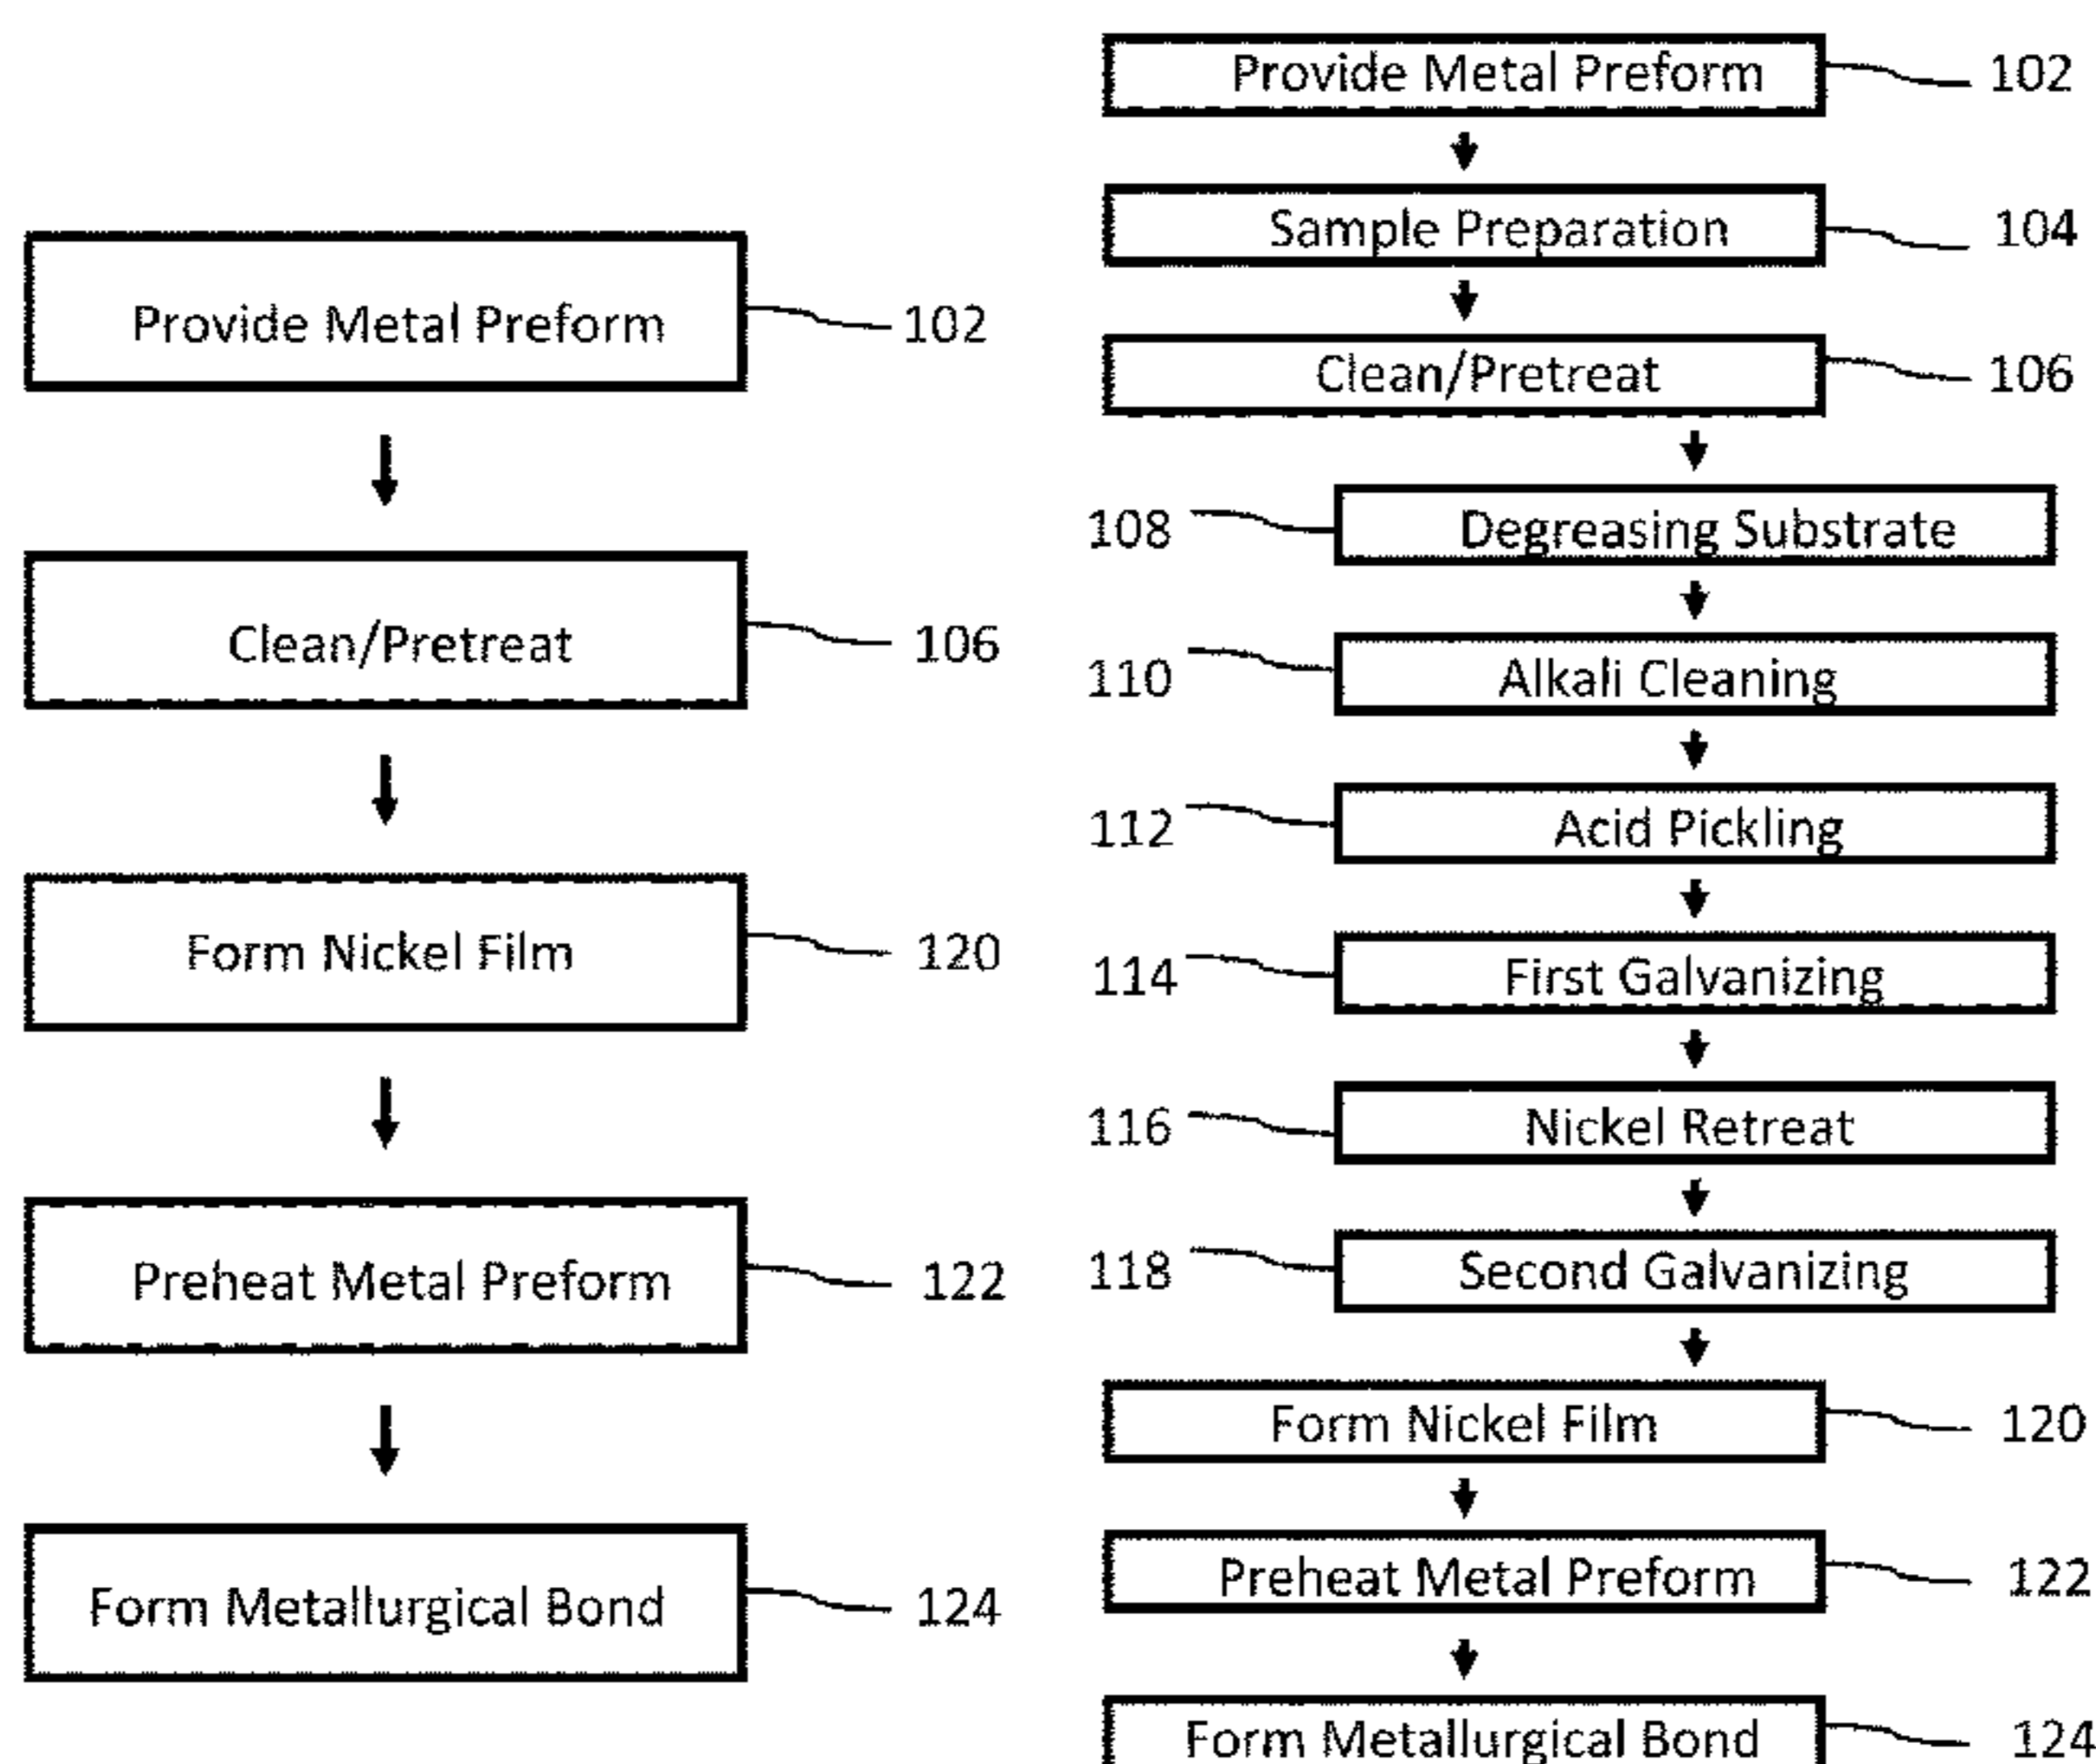 Provide Metal Preform 102
Clean/Pretreat 106
Form Nickel Film 120
Preheat Metal Preform 122
Form Metallurgical Bond 124
Provide Metal Preform 102
Sample Preparation 104
Clean/Pretreat 106
108 Degreasing Substrate
110 Alkali Cleaning
112 Acid Pickling
114 First Galvanizing
116 Nickel Retreat
118 Second Galvanizing
Form Nickel Film 120
Preheat Metal Preform 122
Form Metallurgical Bond 124